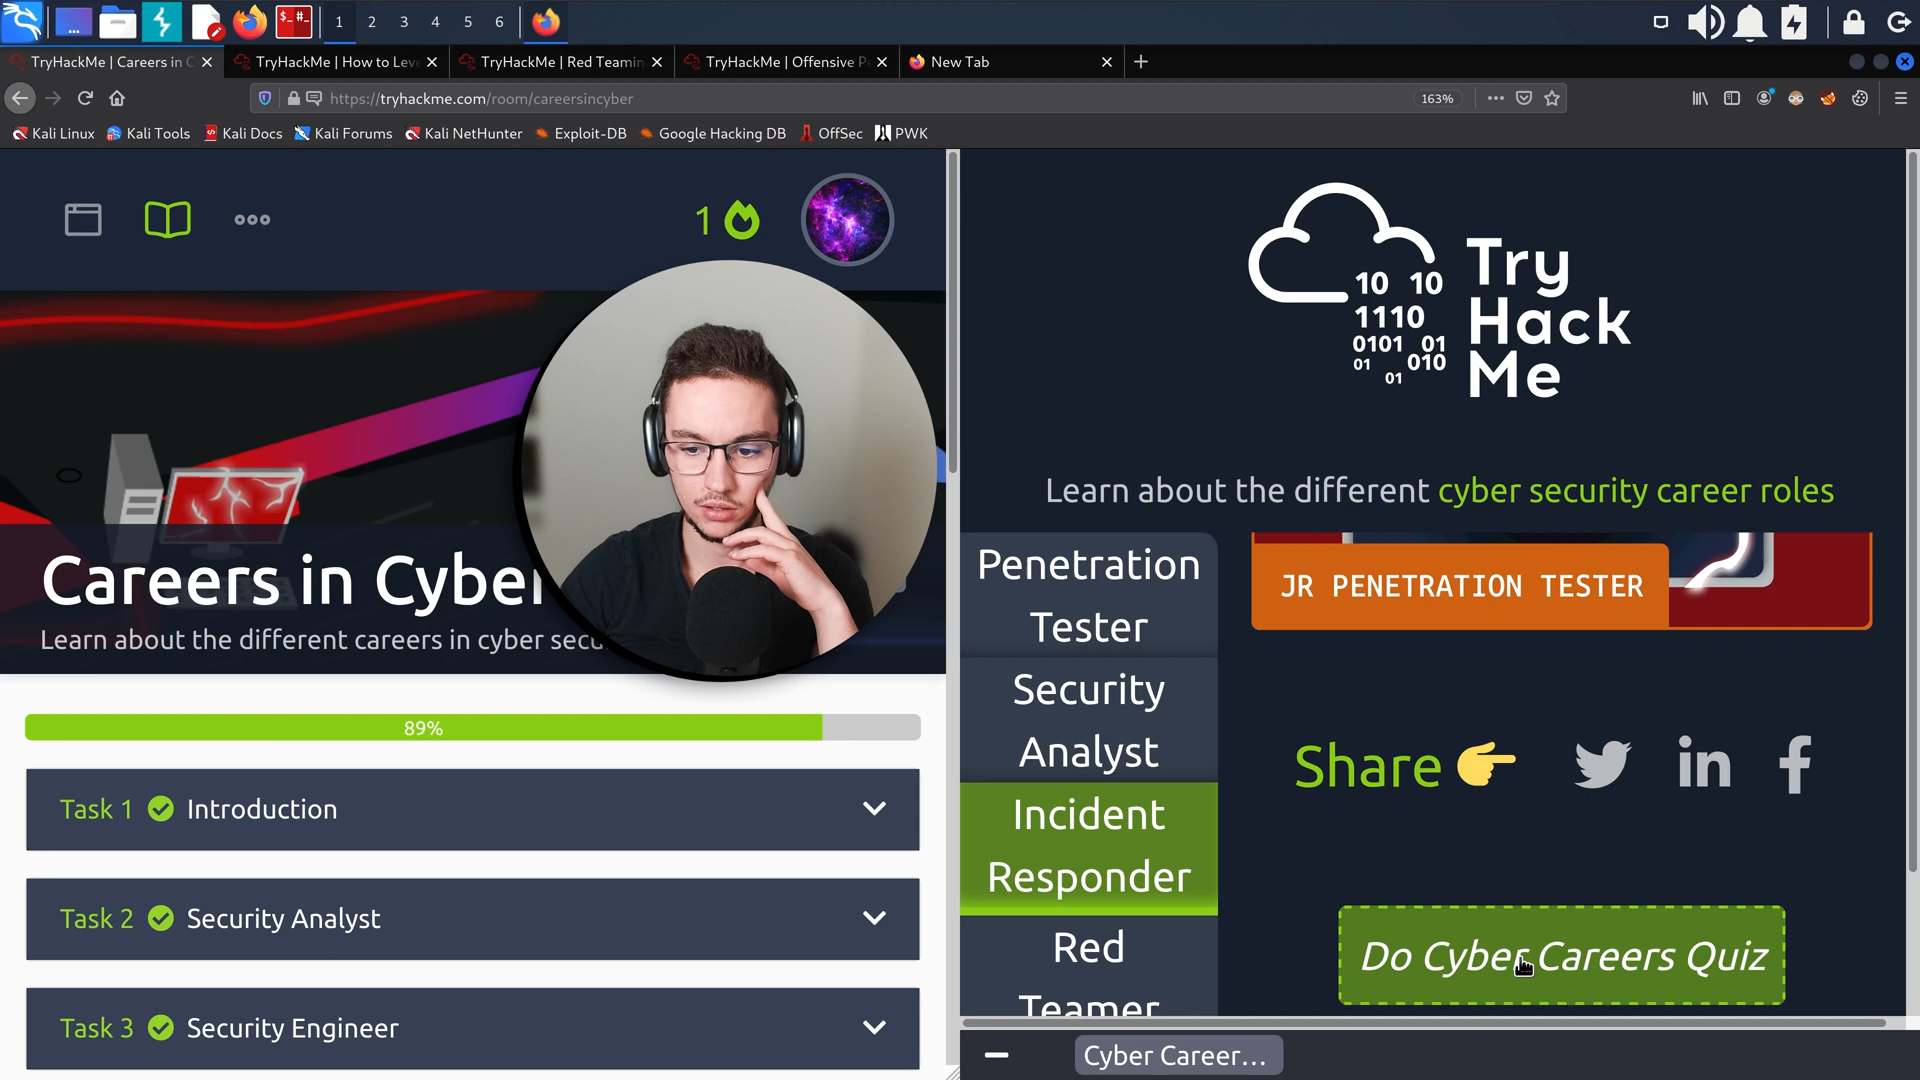 1 2 3 4 5 6
TryHackMe | Careers in C
TryHackMe | How to Leve
TryHackMe | Red Teamin
TryHackMe | Offensive P
New Tab
https://tryhackme.com/room/careersincyber
163%
Kali Linux
Kali Tools
Kali Docs
Kali Forums
Kali NetHunter
Exploit-DB
Google Hacking DB
OffSec
PWK
1
Careers in Cyber
Learn about the different careers in cyber secu
89%
Task 1 Introduction
Task 2 Security Analyst
Task 3 Security Engineer
10 10
1110
0101 01
01 010
01
Try
Hack
Me
Learn about the different cyber security career roles
Penetration
Tester
Security
Analyst
Incident
Responder
Red
Teamer
JR PENETRATION TESTER
Share
Do Cyber Careers Quiz
Cyber Career...